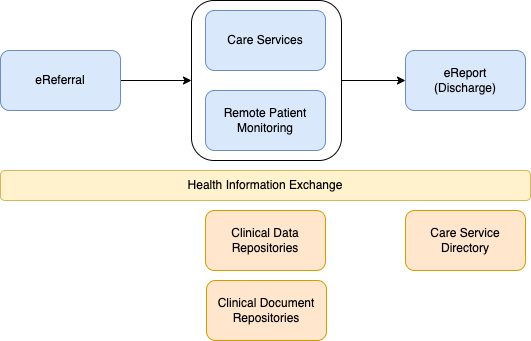 Care Services
eReferral
eReport
(Discharge)
Remote Patient
Monitoring
Health Information Exchange
Clinical Data
Repositories
Care Service
Directory
Clinical Document
Repositories